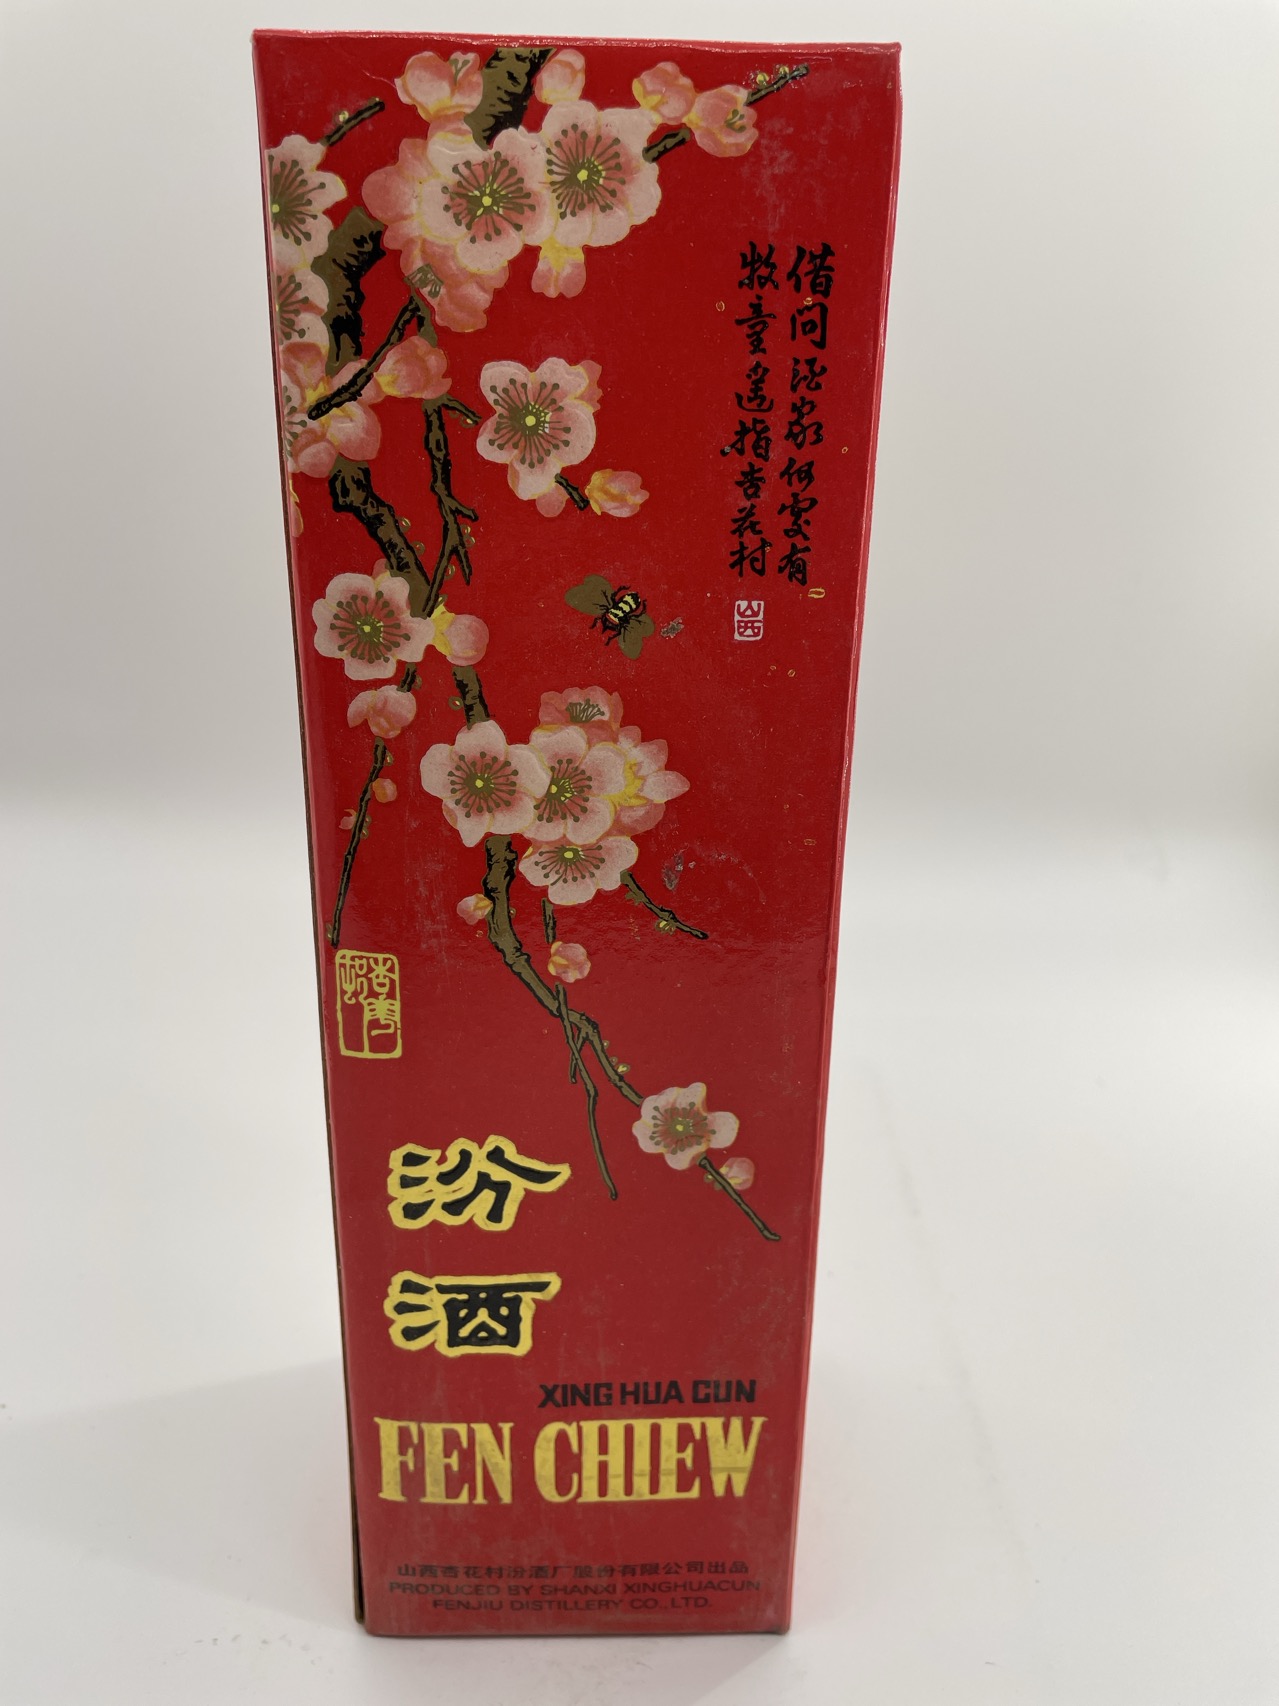 借问酒家何处有
牧童遥指杏花村
山西
汾
酒
XING HUA CUN
FEN CHIEW
山西杏花村汾酒厂股份有限公司出品
PRODUCED BY SHANXI XINGHUACUN
FENJIU DISTILLERY CO.,LTD.